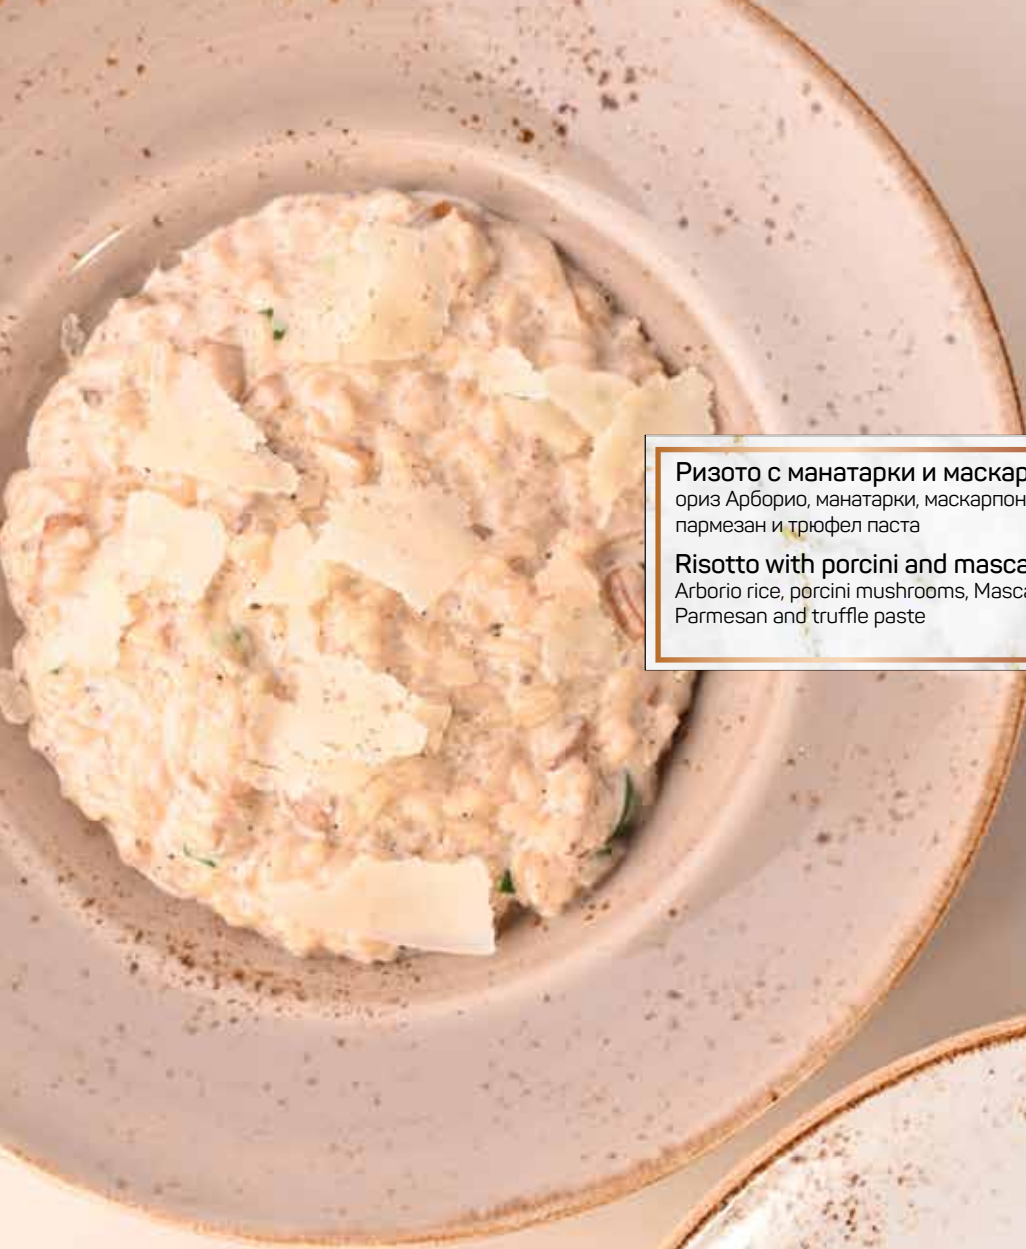 Ризото с манатарки и маскар
ориз Арборио, манатарки, маскарпон
пармезан и трюфел паста
Risotto with porcini and masca
Arborio rice, porcini mushrooms, Masca
Parmesan and truffle paste